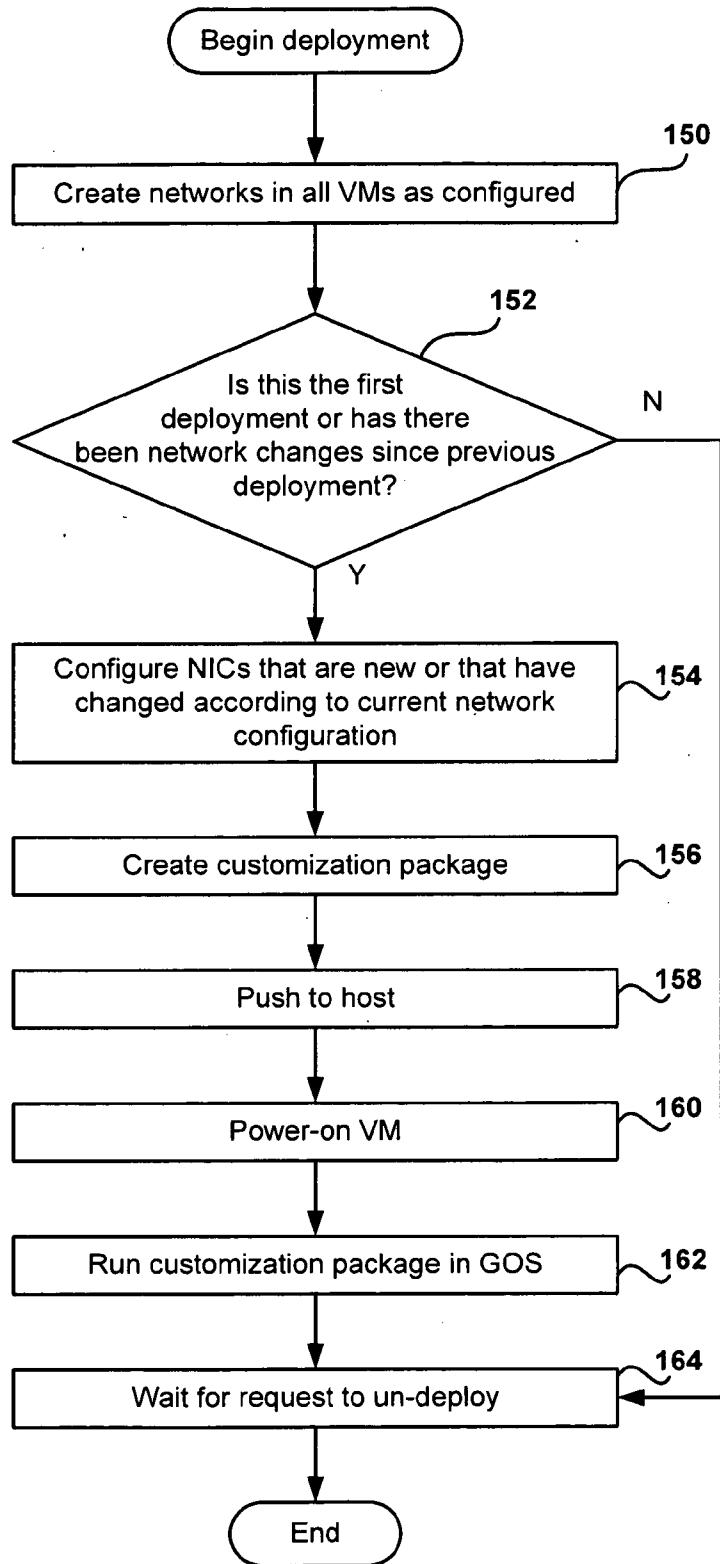 Begin deployment
150
Create networks in all VMs as configured
152
Is this the first
deployment or has there
been network changes since previous
deployment?
N
Y
Configure NICs that are new or that have
changed according to current network
configuration
154
Create customization package
156
Push to host
158
Power-on VM
160
Run customization package in GOS
162
164
Wait for request to un-deploy
End